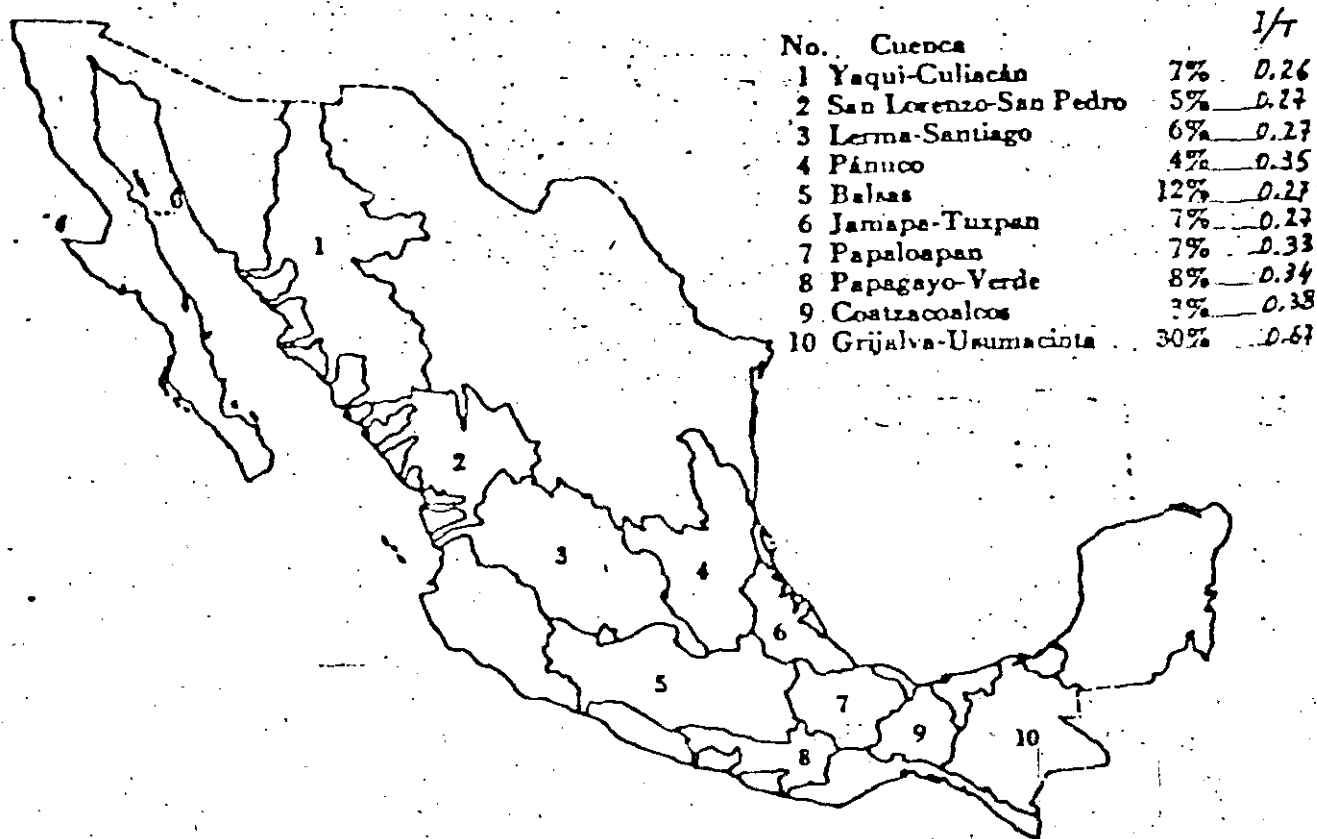 I/T
No. Cuenca
1 Yaqui-Culiacán 7% 0.26
2 San Lorenzo-San Pedro 5% 0.27
3 Lerma-Santiago 6% 0.27
4 Pánuco 4% 0.35
5 Balsas 12% 0.27
6 Jamapa-Tuxpan 7% 0.27
7 Papaloapan 7% 0.33
8 Papagayo-Verde 8% 0.34
9 Coatzacoalcos 3% 0.38
10 Grijalva-Usumacinta 30% 0.67
1
2
3
4
6
5
7
9
10
8